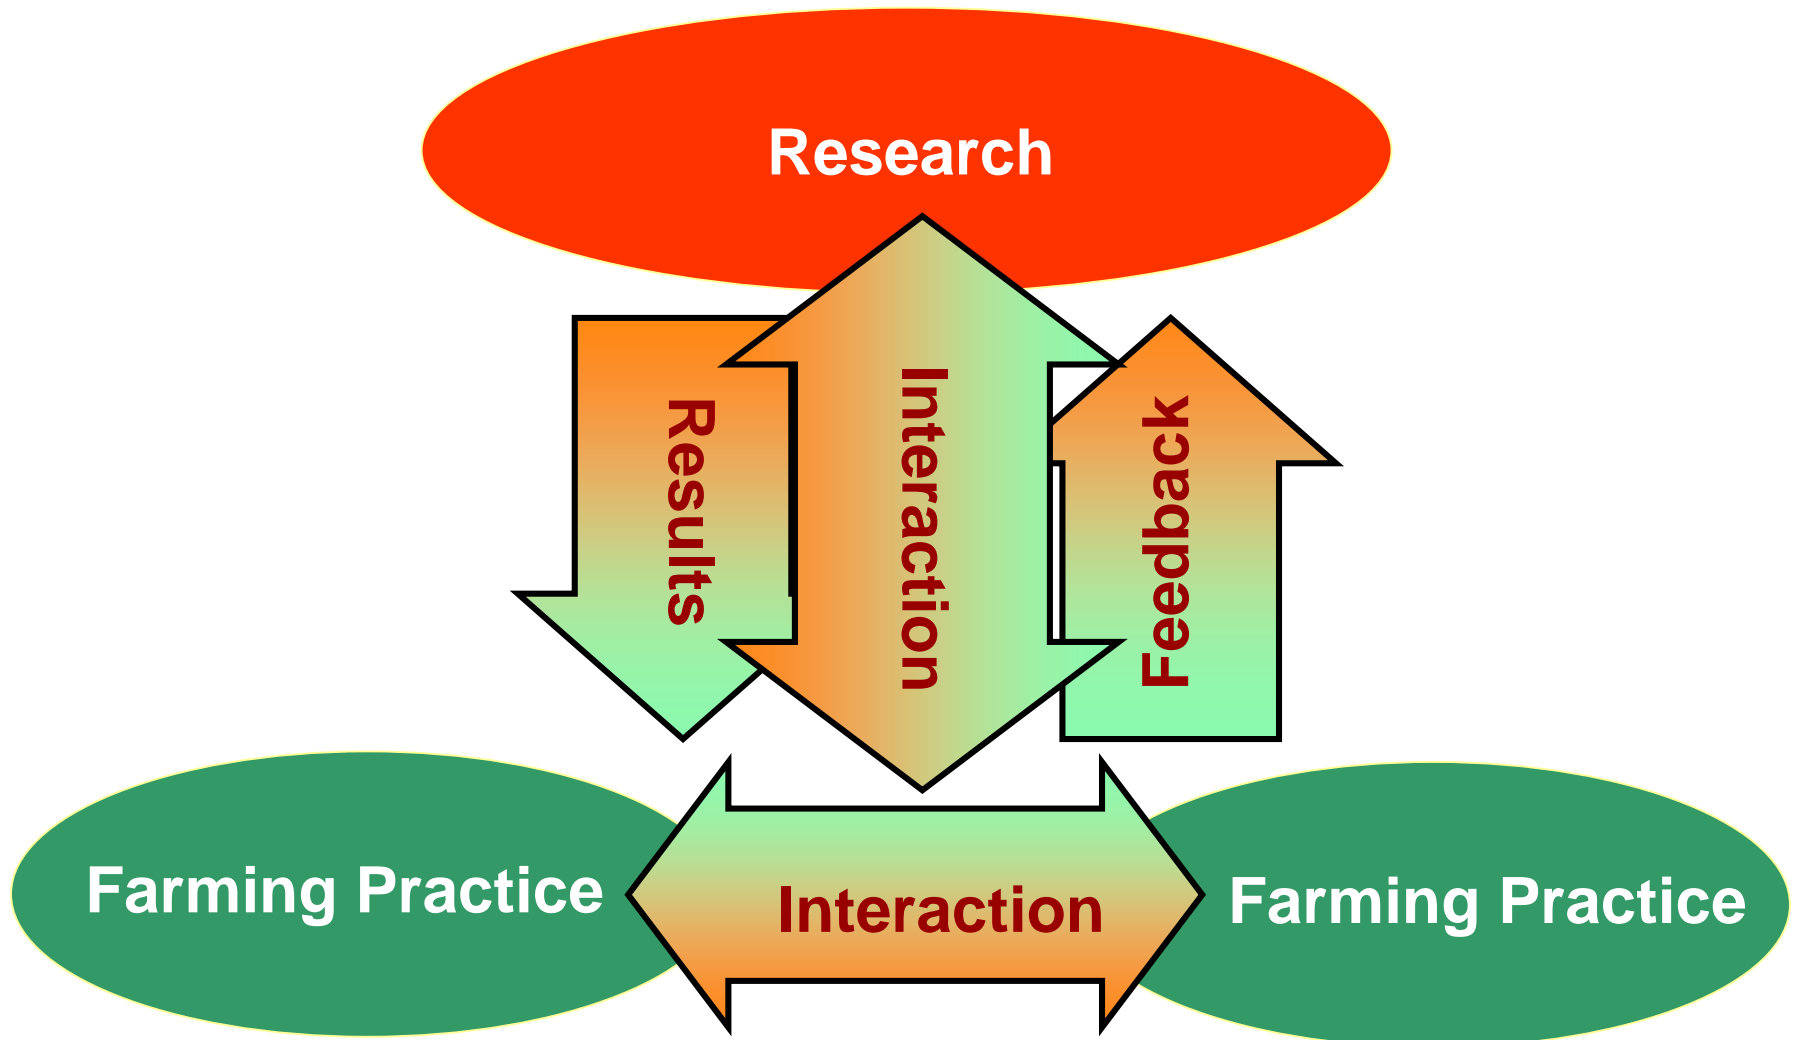 Research
Results
Interaction
Feedback
Farming Practice
Interaction
Farming Practice